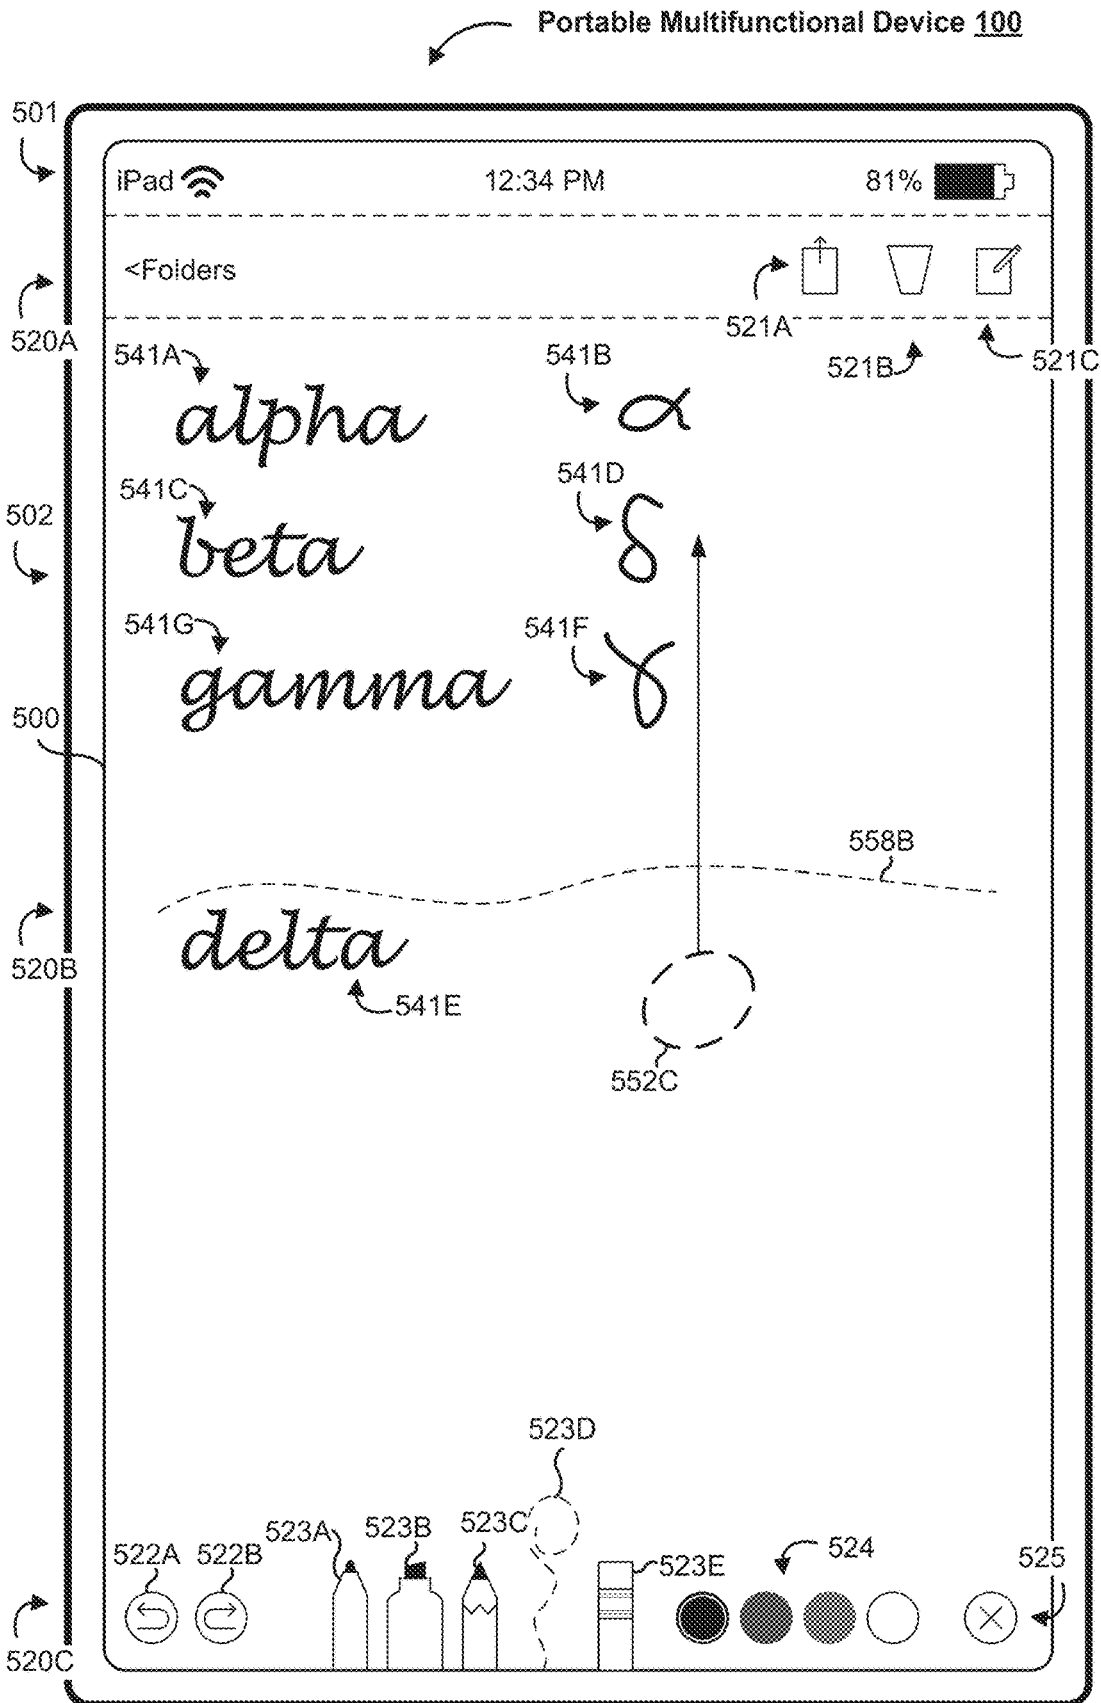 Portable Multifunctional Device 100
501
iPad 12:34 PM 81%
<Folders
520A 521A
541A 541B 521B 521C
alpha α
541C 541D
502
beta δ
541G 541F
gamma γ
500
558B
delta
520B
541E
552C
523D
523A 523B 523C
522A 522B 523E 524 525
520C